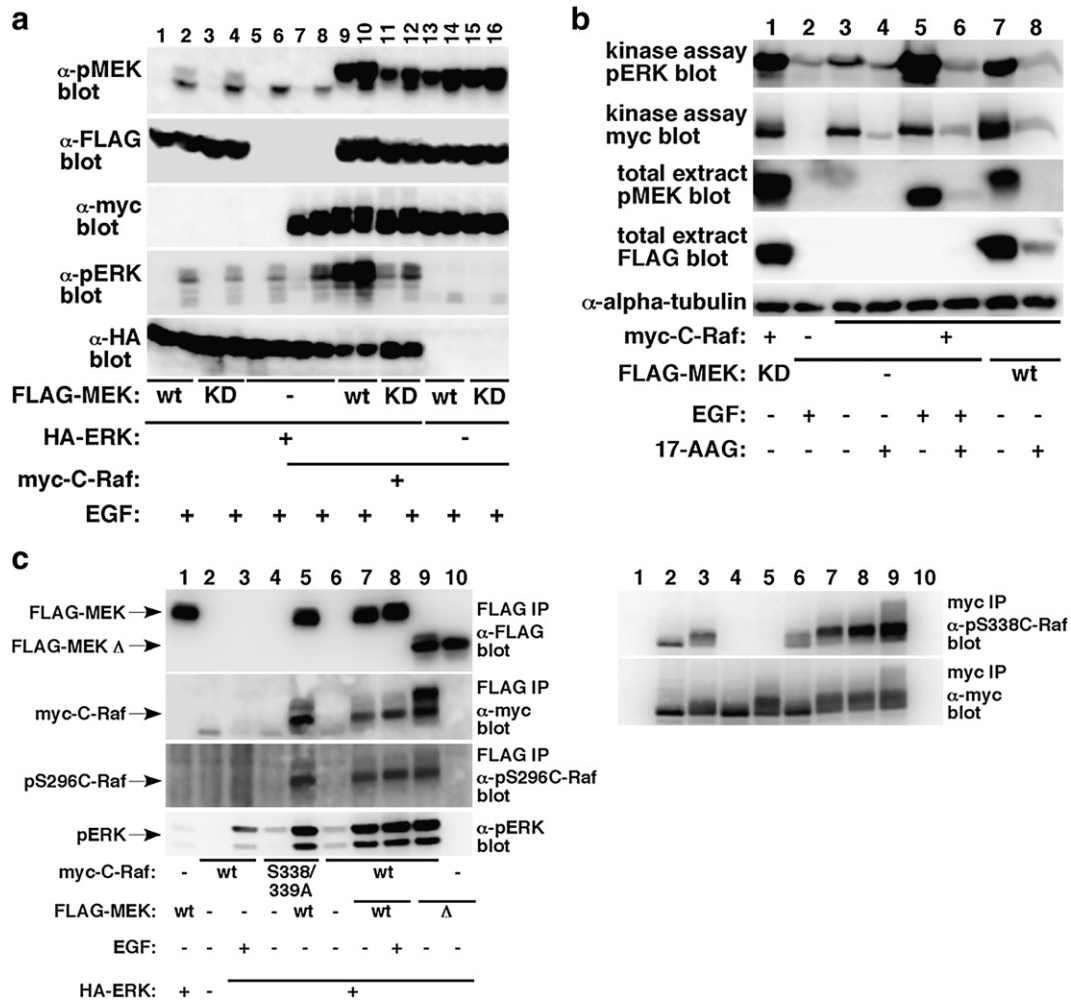 a
1 2 3 4 5 6 7 8 9 10 11 12 13 14 15 16
α-pMEK
blot
α-FLAG
blot
α-myc
blot
α-pERK
blot
α-HA
blot
FLAG-MEK: wt KD - wt KD wt KD
HA-ERK: + -
myc-C-Raf: +
EGF: + + + + + + + +
b
1 2 3 4 5 6 7 8
kinase assay
pERK blot
kinase assay
myc blot
total extract
pMEK blot
total extract
FLAG blot
α-alpha-tubulin
myc-C-Raf: + - +
FLAG-MEK: KD - wt
EGF: - + - - + + - -
17-AAG: - - - + - + - +
c
1 2 3 4 5 6 7 8 9 10
FLAG-MEK
FLAG-MEK Δ
FLAG IP
α-FLAG
blot
myc-C-Raf
FLAG IP
α-myc
blot
pS296C-Raf
FLAG IP
α-pS296C-Raf
blot
pERK
α-pERK
blot
myc-C-Raf: - wt S338/ wt -
339A
FLAG-MEK: wt - - - wt - wt Δ
EGF: - - + - - - - + - -
HA-ERK: + - +
1 2 3 4 5 6 7 8 9 10
myc IP
α-pS338C-Raf
blot
myc IP
α-myc
blot